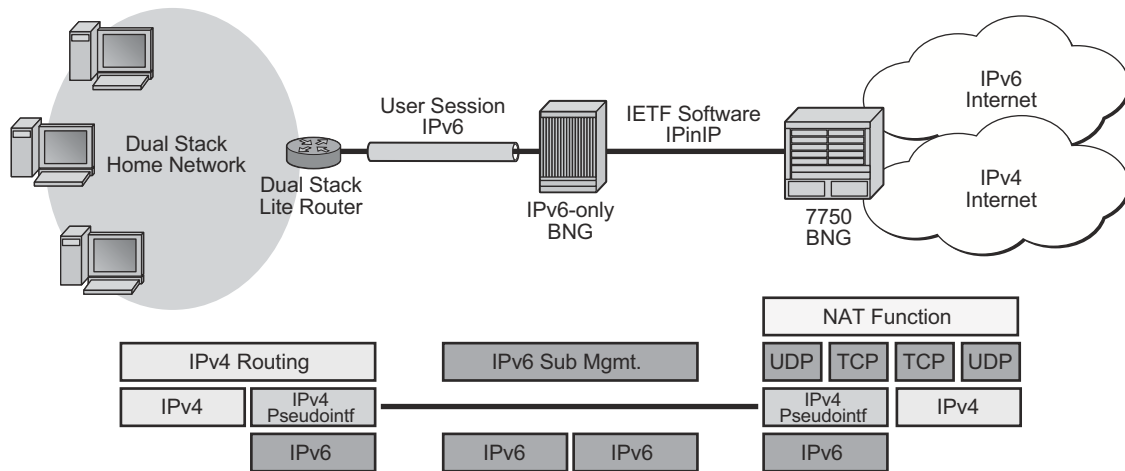 Dual Stack
Home Network
Dual Stack
Lite Router
User Session
IPv6
IPv6-only
BNG
IETF Software
IPinIP
7750
BNG
IPv6
Internet
IPv4
Internet
NAT Function
IPv4 Routing
IPv6 Sub Mgmt.
UDP
TCP
TCP
UDP
IPv4
IPv4
Pseudointf
IPv4
Pseudointf
IPv4
IPv6
IPv6
IPv6
IPv6